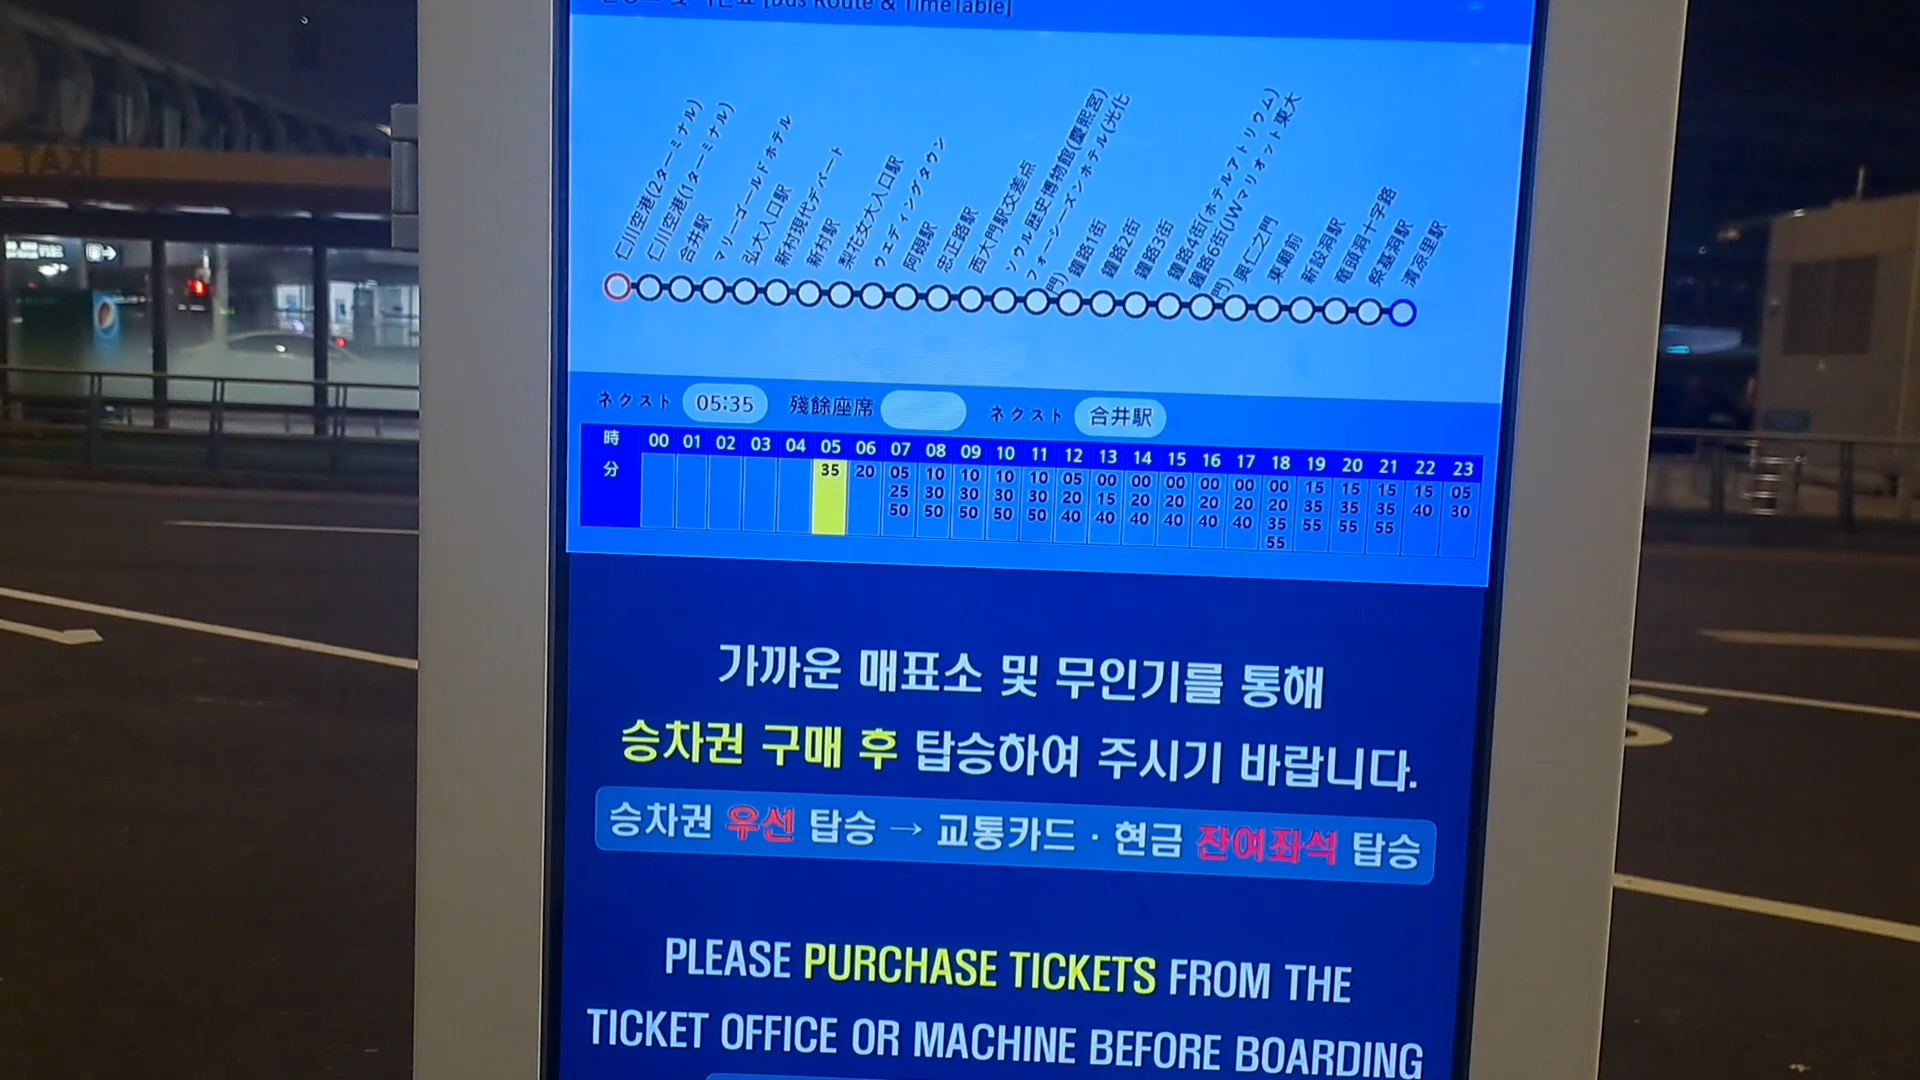 [Bus Route & TimeTable]
仁川空港(2ターミナル)
仁川空港(1ターミナル)
合井駅
マリーゴールドホテル
弘大入口駅
新村現代デパート
新村駅
梨花女大入口駅
ウェディングタウン
阿硯駅
忠正路駅
西大門駅交差点
ソウル歴史博物館(慶熙宮)
フォーシーズンホテル(光化
門)
鐘路1街
鐘路2街
鐘路3街
鐘路4街(ホテルアトリウム)
鐘路6街(JWマリオット東大
門)
興仁之門
東廟前
新設洞駅
竜頭洞十字路
祭基洞駅
清凉里駅
ネクスト 05:35 残餘座席 ネクスト 合井駅
時 00 01 02 03 04 05 06 07 08 09 10 11 12 13 14 15 16 17 18 19 20 21 22 23
分 35 20 05 10 10 10 10 05 00 00 00 00 00 00 15 15 15 15 05
25 30 30 30 30 20 15 20 20 20 20 20 35 35 35 40 30
50 50 50 50 50 40 40 40 40 40 40 35 55 55 55
55
가까운 매표소 및 무인기를 통해
승차권 구매 후 탑승하여 주시기 바랍니다.
승차권 우선 탑승 → 교통카드 · 현금 잔여좌석 탑승
PLEASE PURCHASE TICKETS FROM THE
TICKET OFFICE OR MACHINE BEFORE BOARDING
TAXI